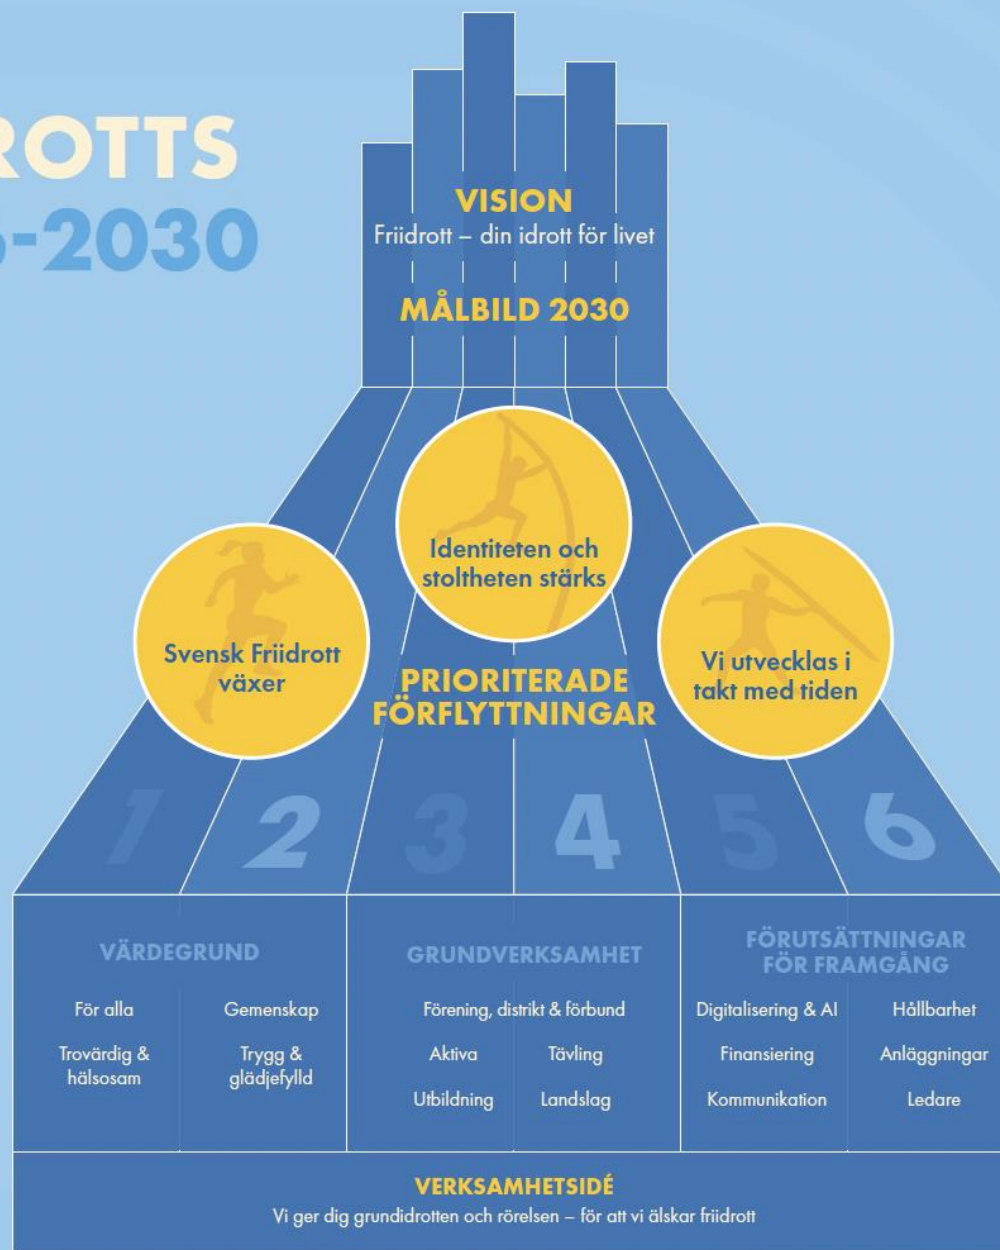 ROTTS
-2030
VISION
Friidrott – din idrott för livet
MÅLBILD 2030
Identiteten och
stoltheten stärks
Svensk Friidrott
växer
Vi utvecklas i
takt med tiden
PRIORITERADE
FÖRFLYTTNINGAR
1 2 3 4 5 6
VÄRDEGRUND
För alla
Gemenskap
Trovärdig &
hälsosam
Trygg &
glädjefylld
GRUNDVERKSAMHET
Förening, distrikt & förbund
Aktiva
Tävling
Utbildning
Landslag
FÖRUTSÄTTNINGAR
FÖR FRAMGÅNG
Digitalisering & AI
Hållbarhet
Finansiering
Anläggningar
Kommunikation
Ledare
VERKSAMHETSIDÉ
Vi ger dig grundidrotten och rörelsen – för att vi älskar friidrott